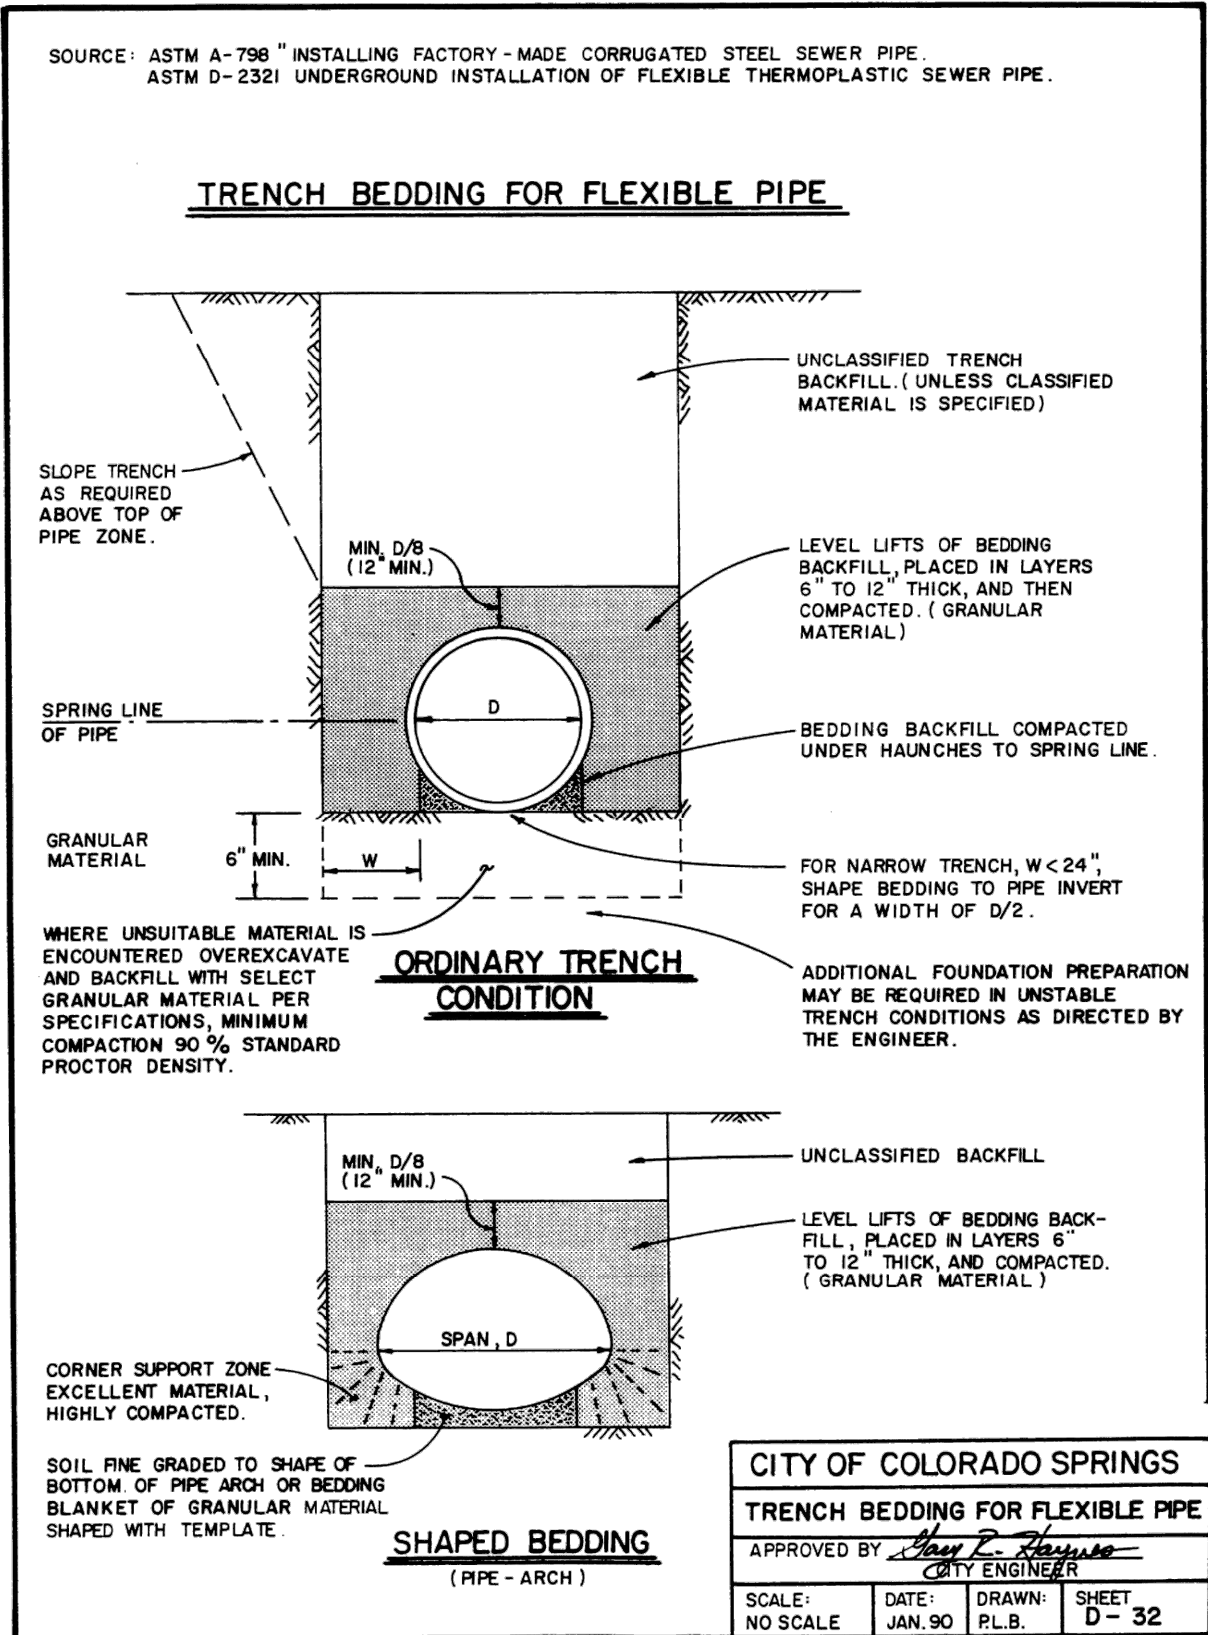 SOURCE: ASTM A-798 " INSTALLING FACTORY-MADE CORRUGATED STEEL SEWER PIPE.
ASTM D-2321 UNDERGROUND INSTALLATION OF FLEXIBLE THERMOPLASTIC SEWER PIPE.
TRENCH BEDDING FOR FLEXIBLE PIPE
UNCLASSIFIED TRENCH
BACKFILL. (UNLESS CLASSIFIED
MATERIAL IS SPECIFIED)
SLOPE TRENCH
AS REQUIRED
ABOVE TOP OF
PIPE ZONE.
MIN. D/8
(12" MIN.)
LEVEL LIFTS OF BEDDING
BACKFILL, PLACED IN LAYERS
6" TO 12" THICK, AND THEN
COMPACTED. (GRANULAR
MATERIAL)
SPRING LINE
OF PIPE
D
BEDDING BACKFILL COMPACTED
UNDER HAUNCHES TO SPRING LINE.
GRANULAR
MATERIAL
6" MIN.
W
FOR NARROW TRENCH, W<24",
SHAPE BEDDING TO PIPE INVERT
FOR A WIDTH OF D/2.
WHERE UNSUITABLE MATERIAL IS
ENCOUNTERED OVEREXCAVATE
AND BACKFILL WITH SELECT
GRANULAR MATERIAL PER
SPECIFICATIONS, MINIMUM
COMPACTION 90% STANDARD
PROCTOR DENSITY.
ORDINARY TRENCH
CONDITION
ADDITIONAL FOUNDATION PREPARATION
MAY BE REQUIRED IN UNSTABLE
TRENCH CONDITIONS AS DIRECTED BY
THE ENGINEER.
MIN. D/8
(12" MIN.)
UNCLASSIFIED BACKFILL
LEVEL LIFTS OF BEDDING BACK-
FILL, PLACED IN LAYERS 6"
TO 12" THICK, AND COMPACTED.
(GRANULAR MATERIAL)
SPAN, D
CORNER SUPPORT ZONE
EXCELLENT MATERIAL,
HIGHLY COMPACTED.
SOIL FINE GRADED TO SHAPE OF
BOTTOM. OF PIPE ARCH OR BEDDING
BLANKET OF GRANULAR MATERIAL
SHAPED WITH TEMPLATE.
SHAPED BEDDING
(PIPE-ARCH)
CITY OF COLORADO SPRINGS
TRENCH BEDDING FOR FLEXIBLE PIPE
APPROVED BY Gary R. Haynes
CITY ENGINEER
SCALE:
NO SCALE
DATE:
JAN. 90
DRAWN:
P.L.B.
SHEET
D-32